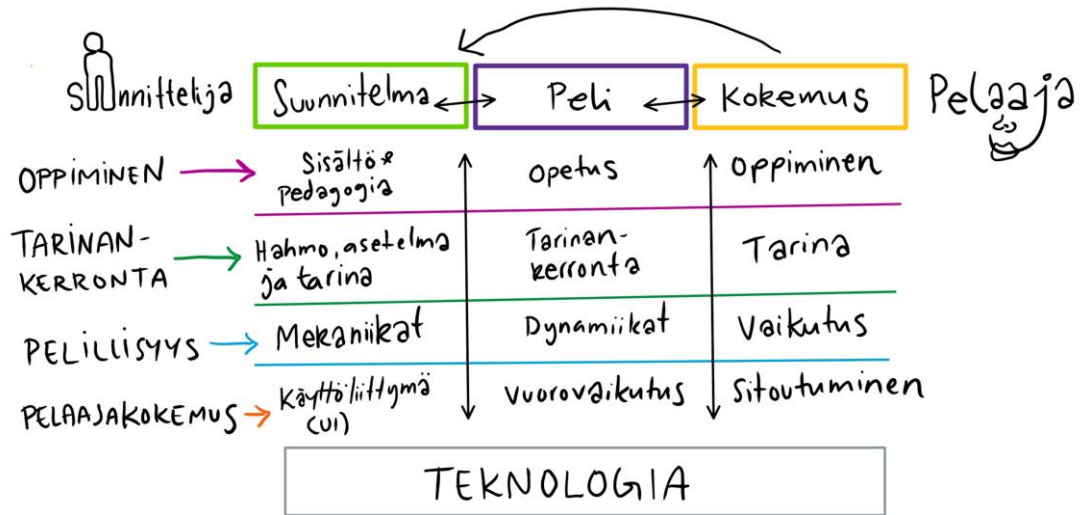 Suunnittelija Suunnitelma Peli Kokemus Pelaaja
OPPIMINEN Sisältö & Opetus Oppiminen
pedagogia
TARINAN- Hahmo, asetelma Tarinan- Tarina
KERRONTA ja tarina kerronta
PELILLISYYS Mekaniikat Dynamiikat Vaikutus
PELAAJAKOKEMUS Käyttöliittymä Vuorovaikutus Sitoutuminen
(UI)
TEKNOLOGIA